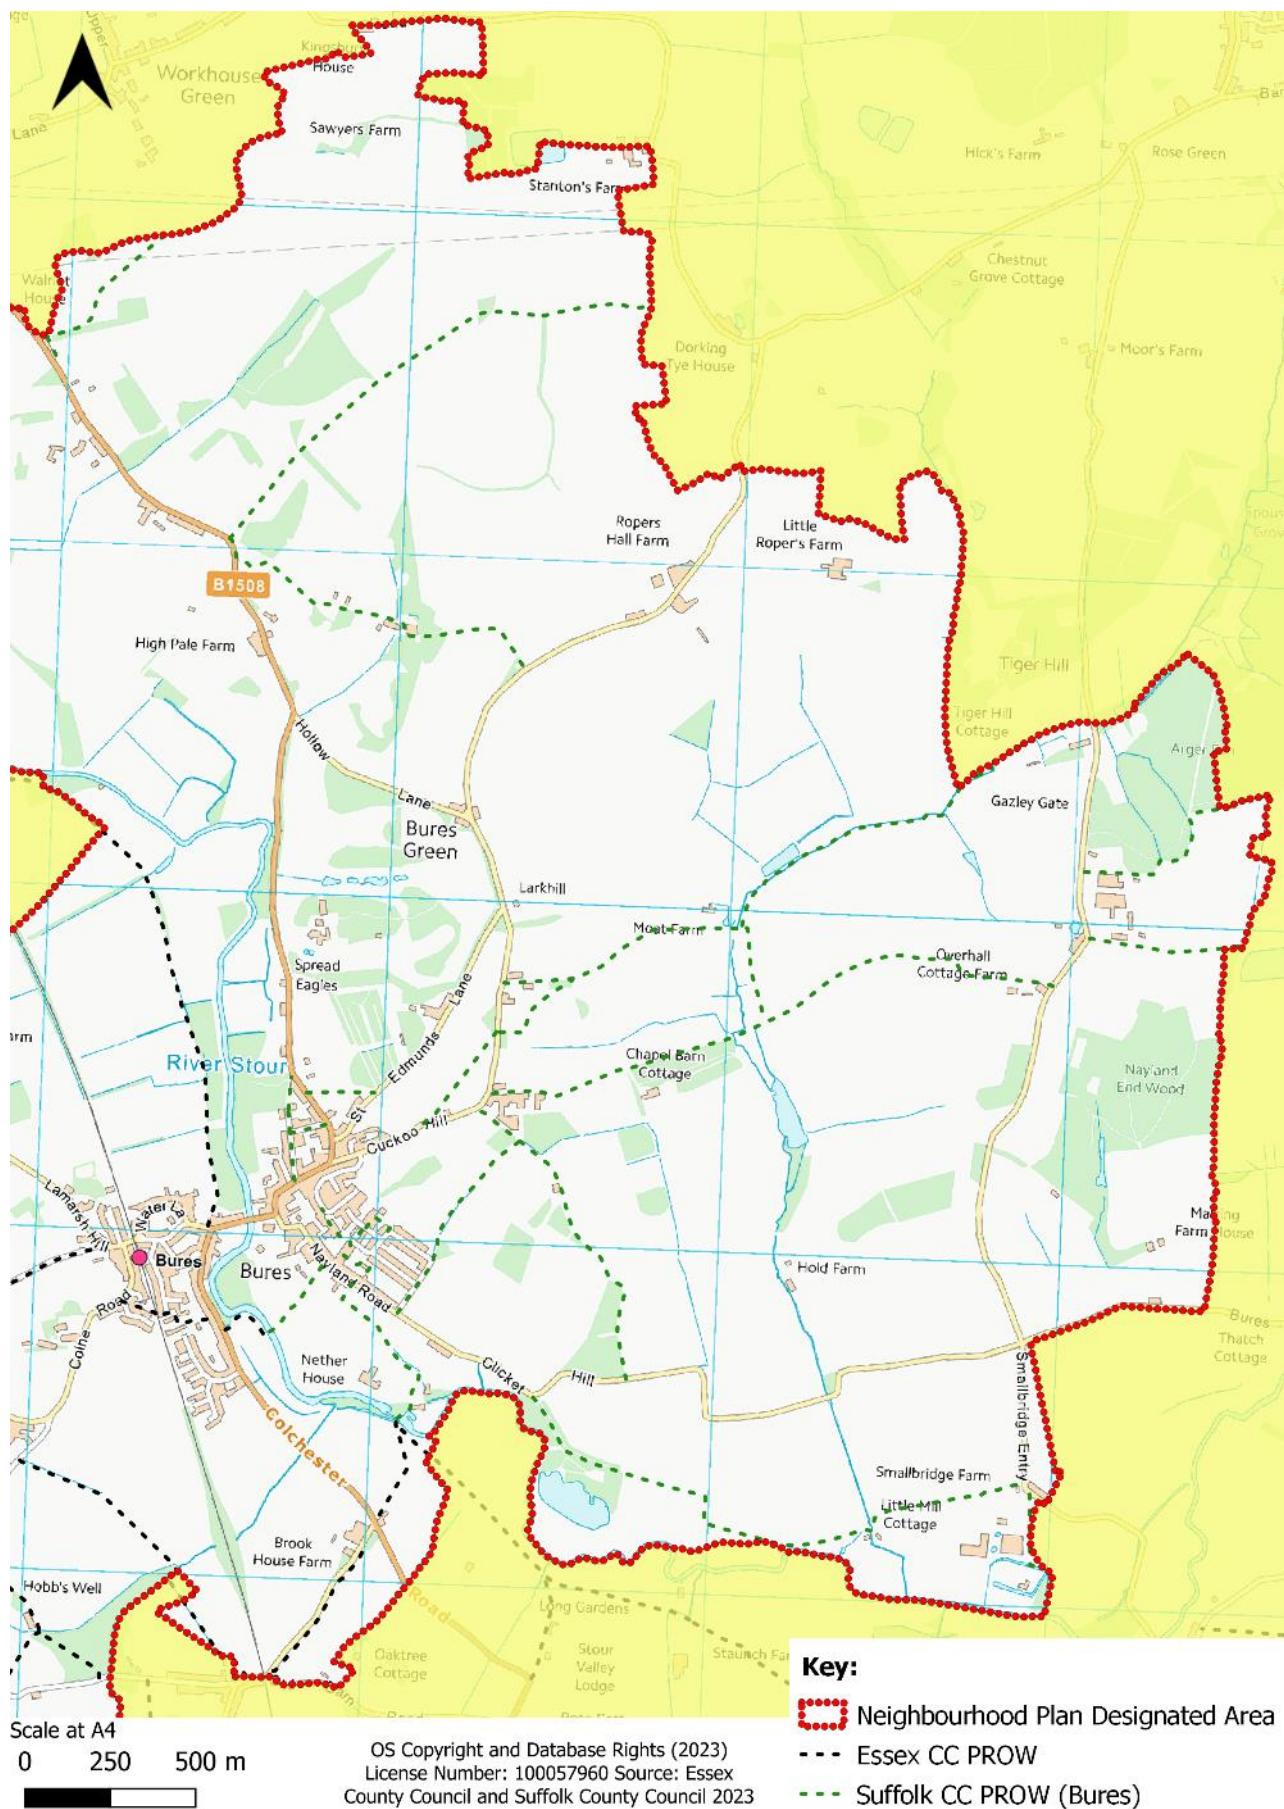 Upper
Workhouse
Green
Lane
Kingsbury
House
Sawyers Farm
Stanton's Farm
Hick's Farm
Rose Green
Chestnut
Grove Cottage
Walnut
House
Dorking
Tye House
Moor's Farm
Ropers
Hall Farm
Little
Roper's Farm
B1508
High Pale Farm
Tiger Hill
Tiger Hill
Cottage
Hollow
Lane
Bures
Green
Gazley Gate
Larkhill
Moat Farm
Spread
Eagles
Overhall
Cottage Farm
St
Edmunds
Lane
River Stour
Chapel Barn
Cottage
Nayland
End Wood
Cuckoo Hill
Lamarsh Hill
Water La
Bures
Bures
Nayland Road
Hold Farm
Farm House
Colne
Road
Nether
House
Clicket
Hill
Bures
Thatch
Cottage
Smallbridge Entry
Colchester
Road
Smallbridge Farm
Little Mill
Cottage
Brook
House Farm
Hobb's Well
Long Gardens
Oaktree
Cottage
Stour
Valley
Lodge
Key:
Neighbourhood Plan Designated Area
Essex CC PROW
Suffolk CC PROW (Bures)
Scale at A4
0 250 500 m
OS Copyright and Database Rights (2023)
License Number: 100057960 Source: Essex
County Council and Suffolk County Council 2023